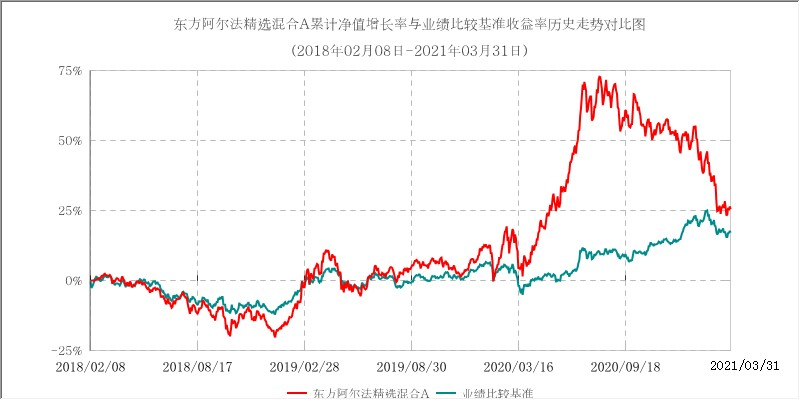 东方阿尔法精选混合A累计净值增长率与业绩比较基准收益率历史走势对比图
(2018年02月08日-2021年03月31日)
75%
50%
25%
0%
-25%
2018/02/08 2018/08/17 2019/02/28 2019/08/30 2020/03/16 2020/09/18 2021/03/31
东方阿尔法精选混合A 业绩比较基准